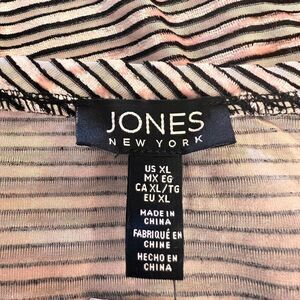 JONES
NEW YORK
US XL
MX EG
CA XL/TG
EU XL
MADE IN
CHINA
FABRIQUÉ EN
CHINE
HECHO EN
CHINA